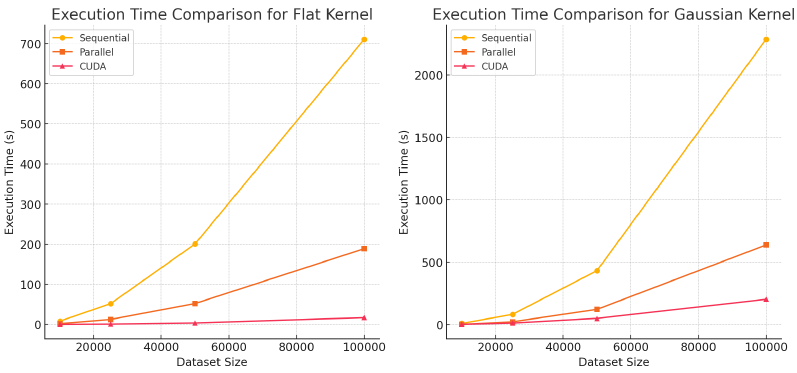 Execution Time Comparison for Flat Kernel
Sequential
Parallel
CUDA
700
600
500
400
300
200
100
0
Execution Time (s)
20000 40000 60000 80000 100000
Dataset Size
Execution Time Comparison for Gaussian Kernel
Sequential
Parallel
CUDA
2000
1500
1000
500
0
Execution Time (s)
20000 40000 60000 80000 100000
Dataset Size